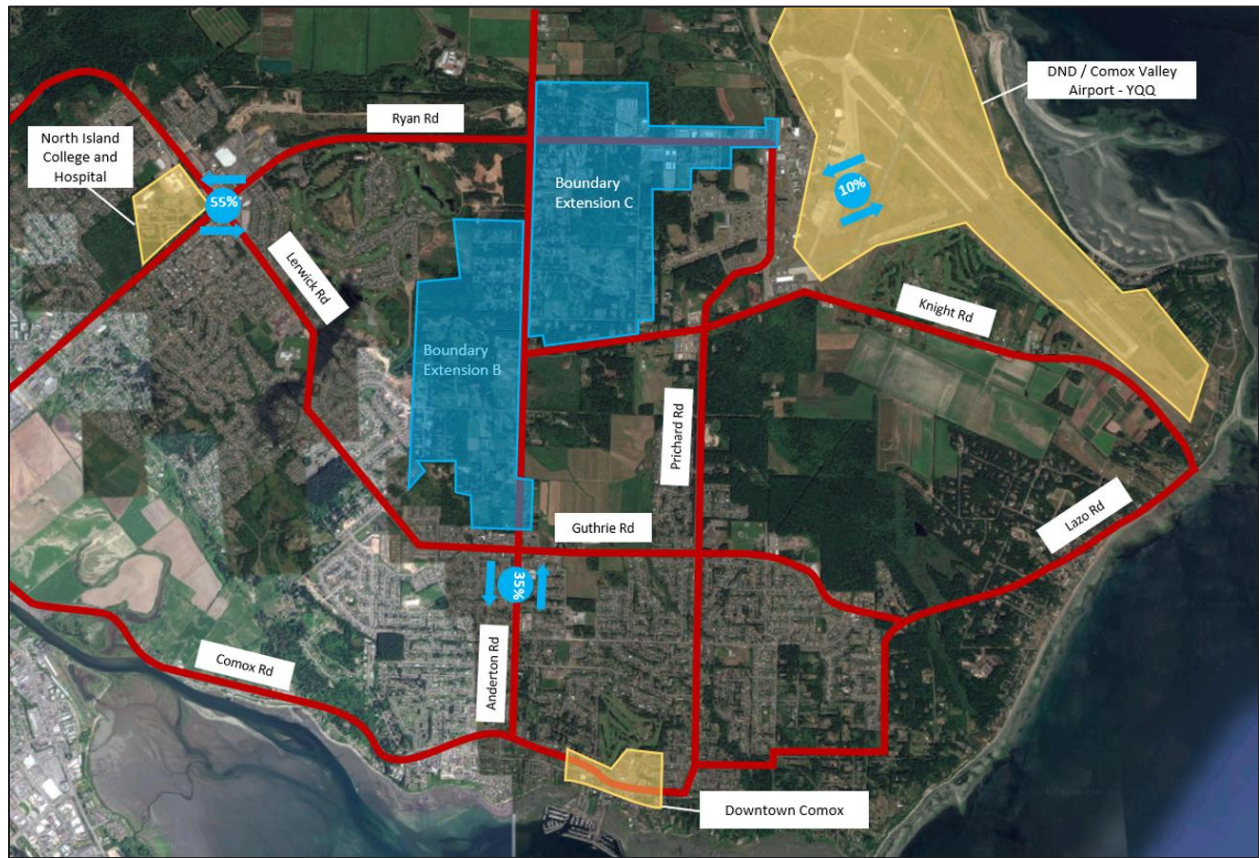 DND / Comox Valley
Airport - YQQ
Ryan Rd
North Island
College and
Hospital
Boundary
Extension C
10%
55%
Lerwick Rd
Knight Rd
Boundary
Extension B
Prichard Rd
Guthrie Rd
Lazo Rd
35%
Anderton Rd
Comox Rd
Downtown Comox